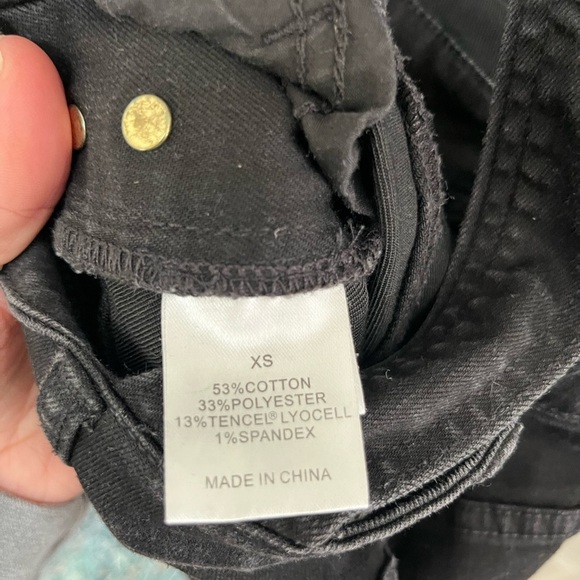 XS
53%COTTON
33%POLYESTER
13%TENCEL® LYOCELL
1%SPANDEX
MADE IN CHINA